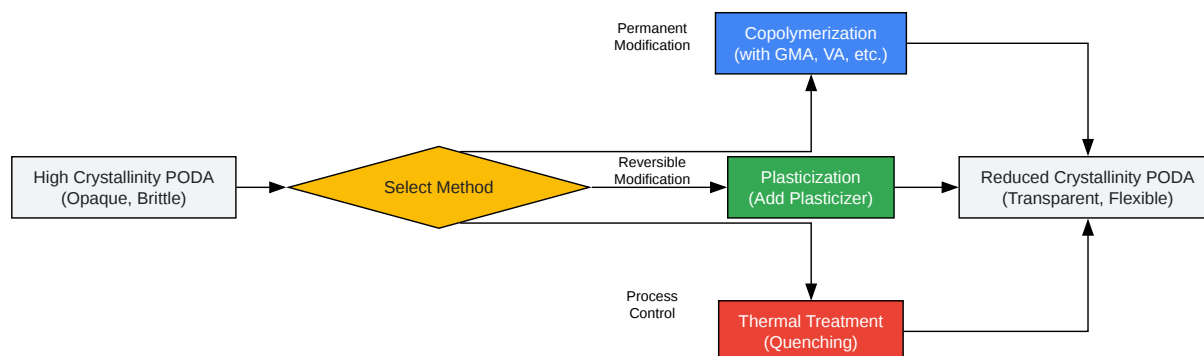 Permanent
Modification
Copolymerization
(with GMA, VA, etc.)
High Crystallinity PODA
(Opaque, Brittle)
Select Method
Reversible
Modification
Plasticization
(Add Plasticizer)
Reduced Crystallinity PODA
(Transparent, Flexible)
Process
Control
Thermal Treatment
(Quenching)